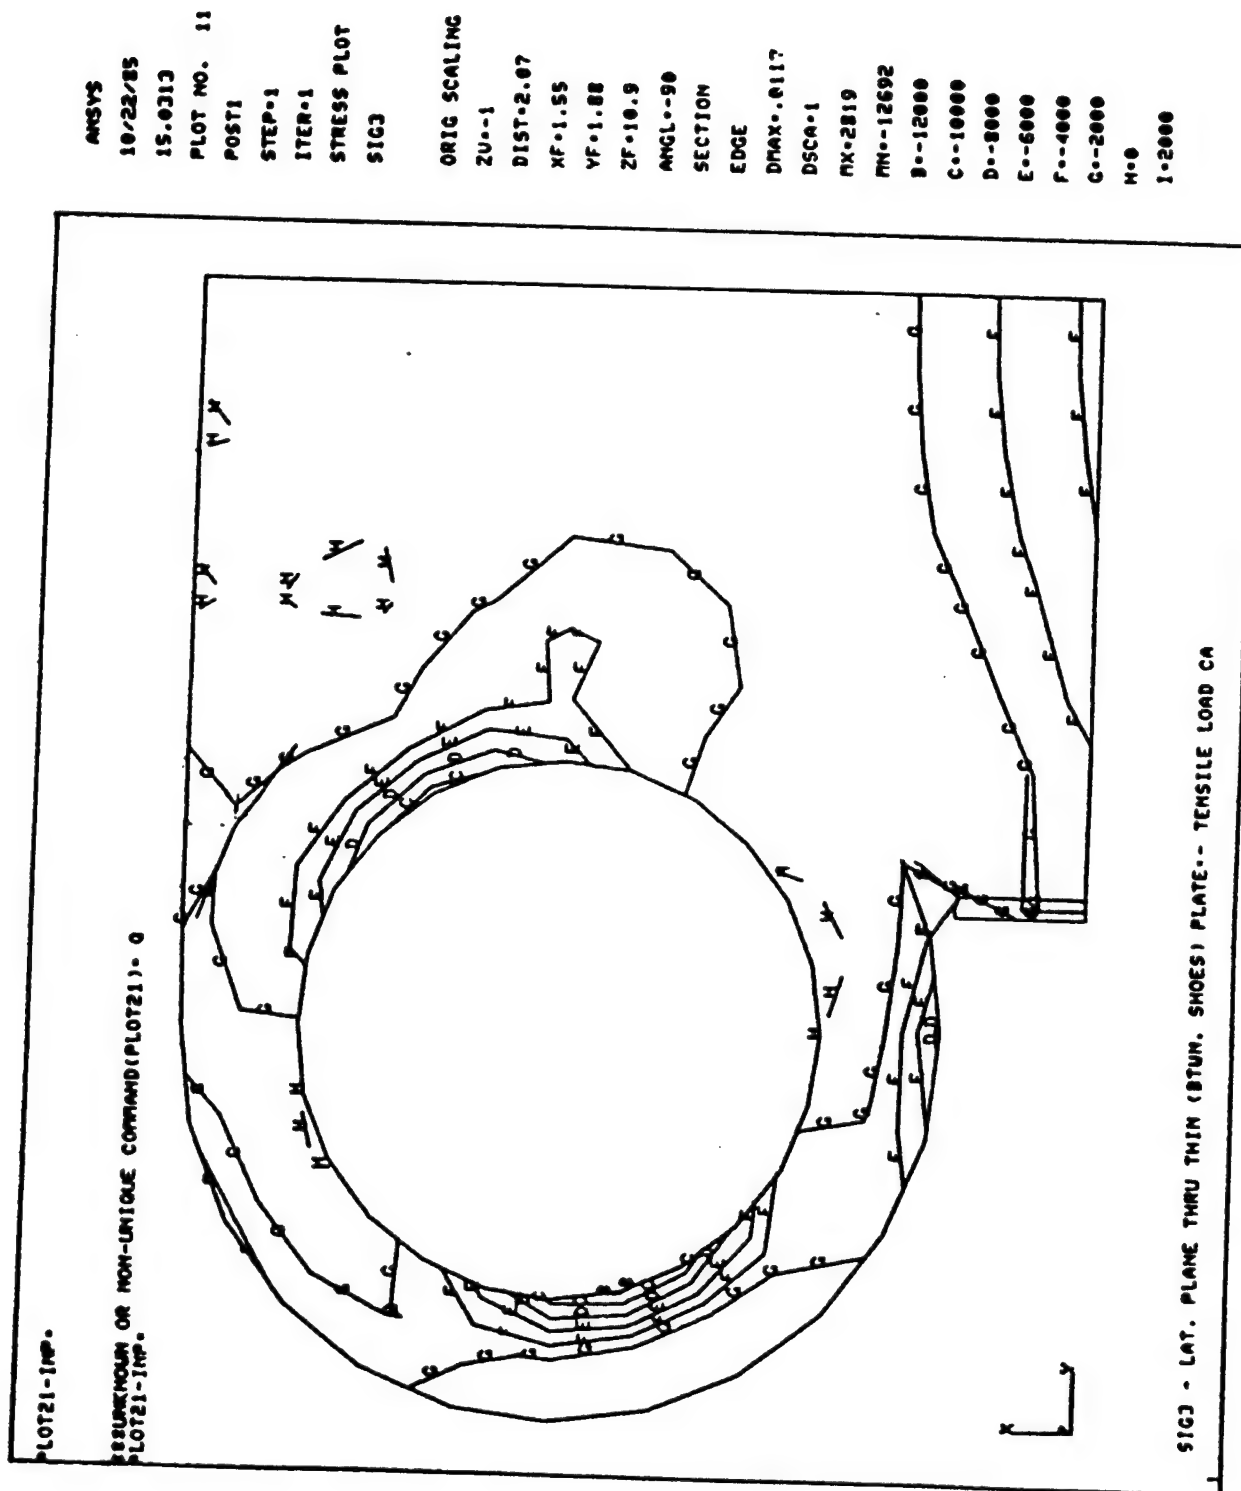 PLOT21-INP=
***UNKNOWN OR NON-UNIQUE COMMAND(PLOT21)= Q
PLOT21-INP=
ANSYS
10/22/85
15.0313
PLOT NO. 11
POST1
STEP=1
ITER=1
STRESS PLOT
SIG3
ORIG SCALING
ZV=-1
DIST=2.07
XF=1.55
YF=1.88
ZF=10.9
ANGL=-90
SECTION
EDGE
DMAX=.0117
DSCA=1
MX=2819
MN=-12692
B=-12000
C=-10000
D=-8000
E=-6000
F=-4000
G=-2000
H=0
I=2000
X
Y
SIG3 - LAT. PLANE THRU THIN (BTWN. SHOES) PLATE-- TENSILE LOAD CA